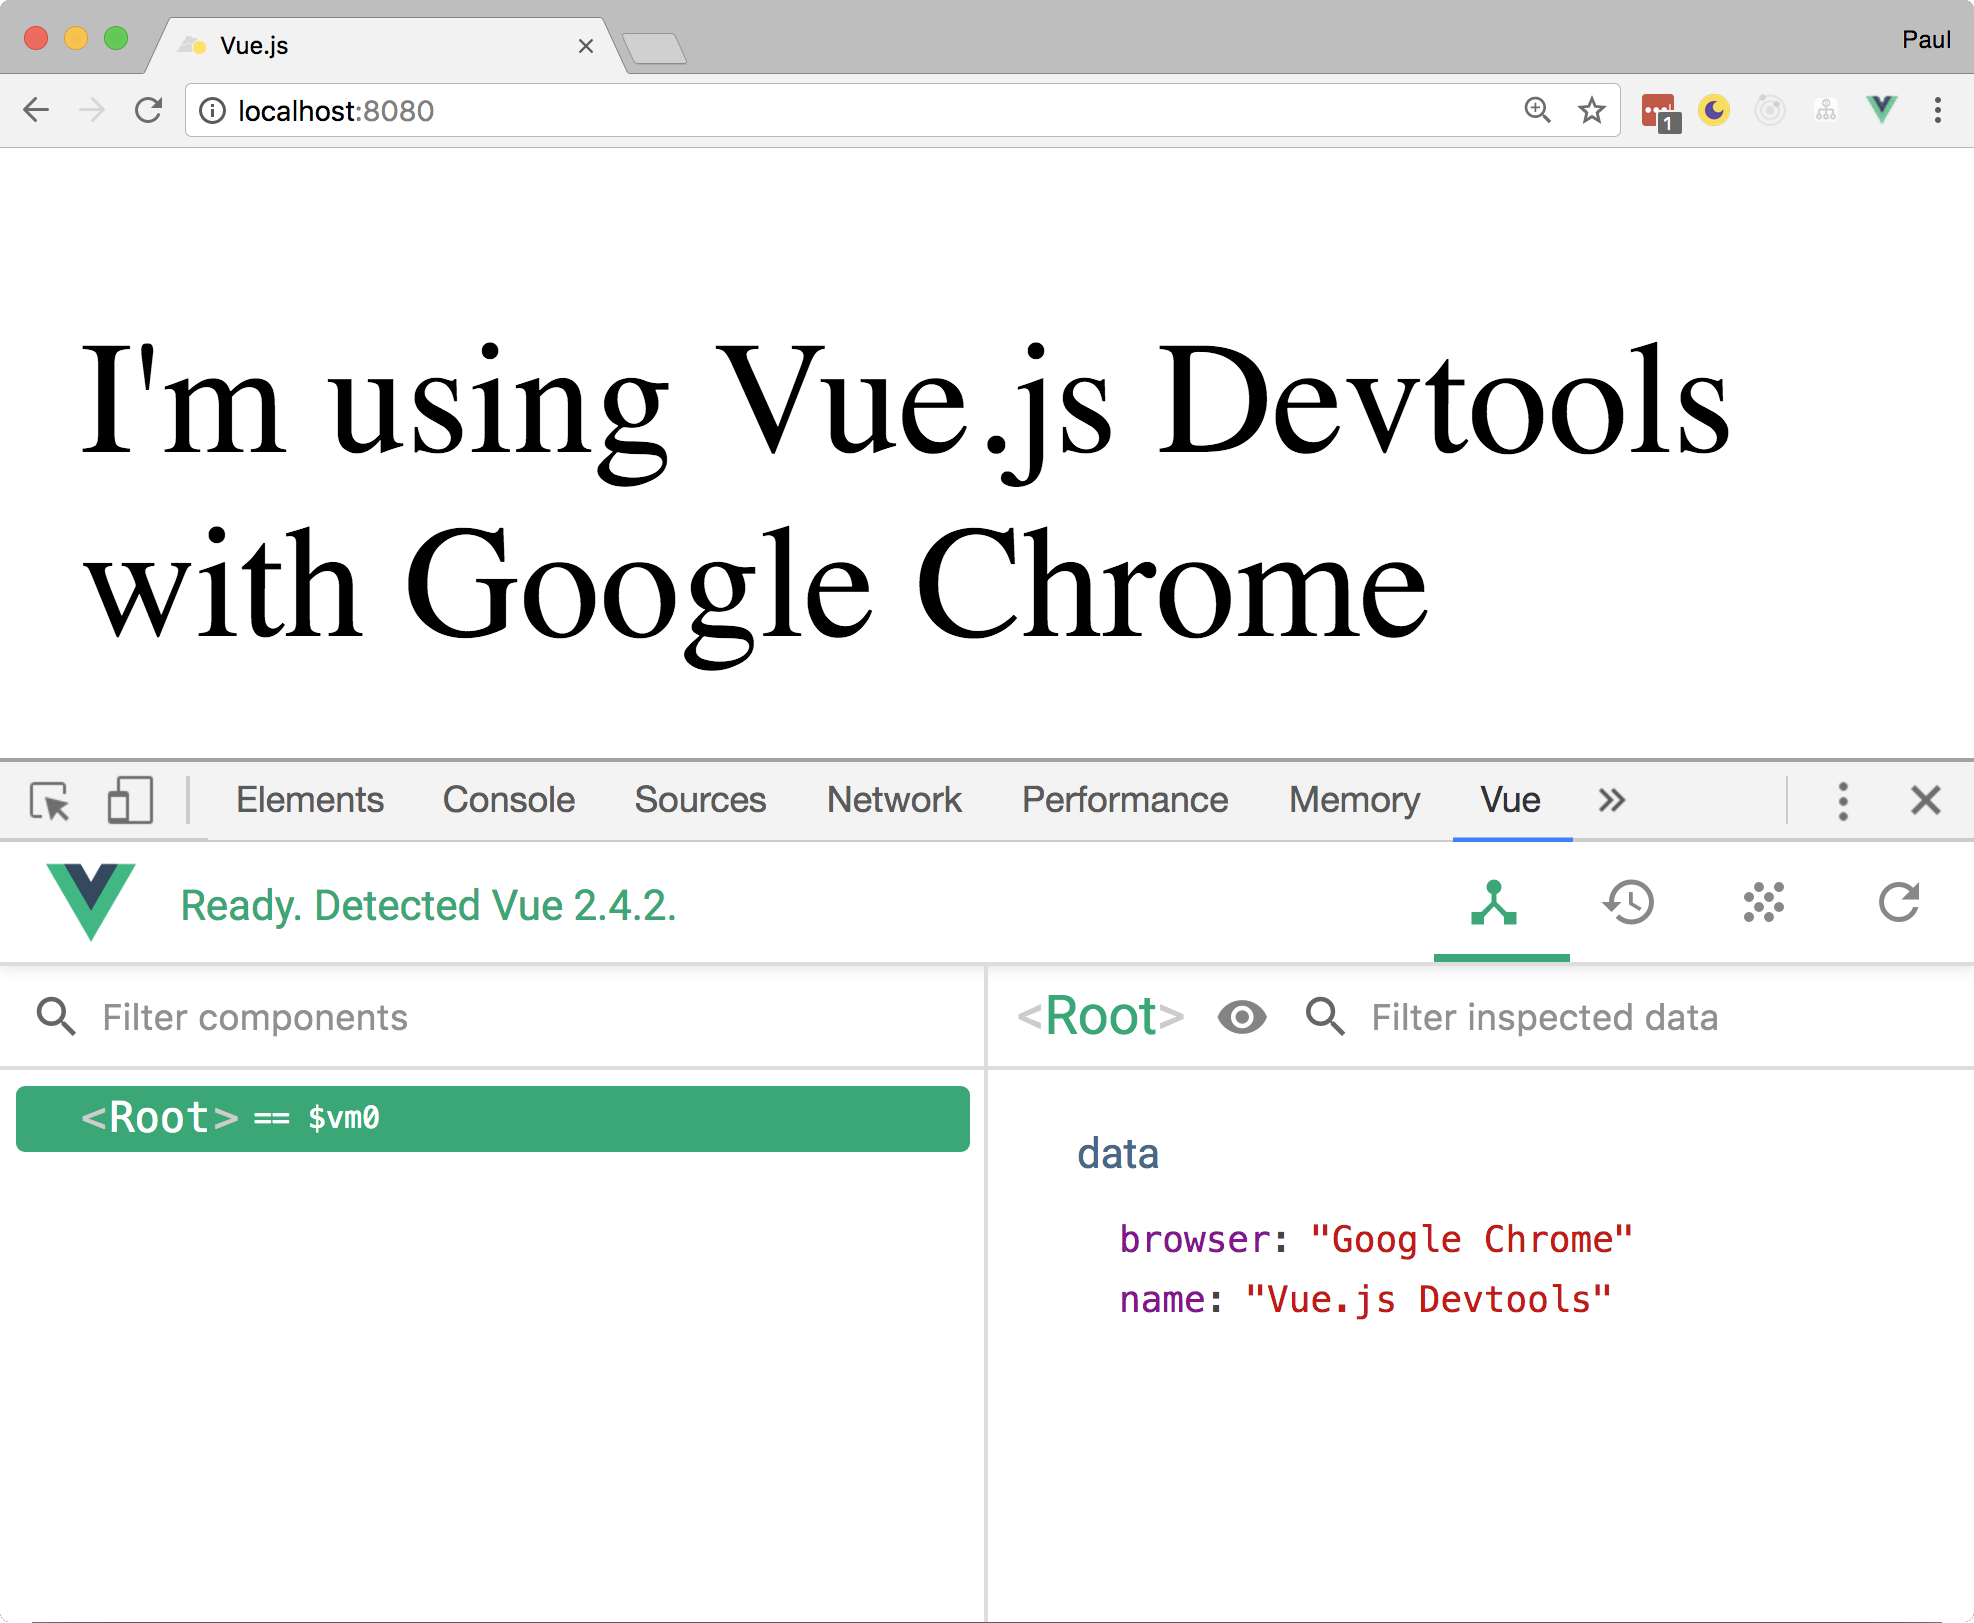 Vue.js
Paul
localhost:8080
1
I'm using Vue.js Devtools
with Google Chrome
Elements Console Sources Network Performance Memory Vue
Ready. Detected Vue 2.4.2.
Filter components
<Root> Filter inspected data
<Root> == $vm0
data
browser: "Google Chrome"
name: "Vue.js Devtools"